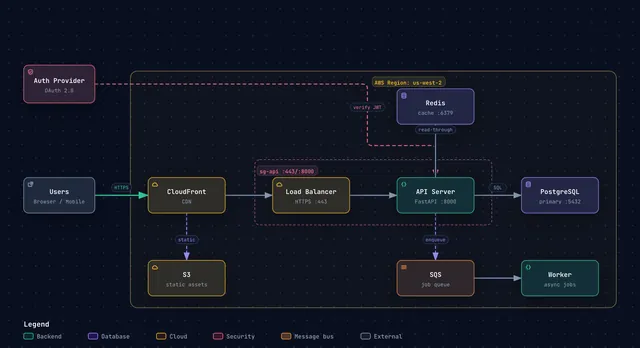 Auth Provider
OAuth 2.0
AWS Region: us-west-2
Redis
cache :6379
verify JWT
read-through
sg-api :443/:8000
Users
Browser / Mobile
HTTPS
CloudFront
CDN
Load Balancer
HTTPS :443
API Server
FastAPI :8000
SQL
PostgreSQL
primary :5432
static
enqueue
S3
static assets
SQS
job queue
Worker
async jobs
Legend
Backend
Database
Cloud
Security
Message bus
External